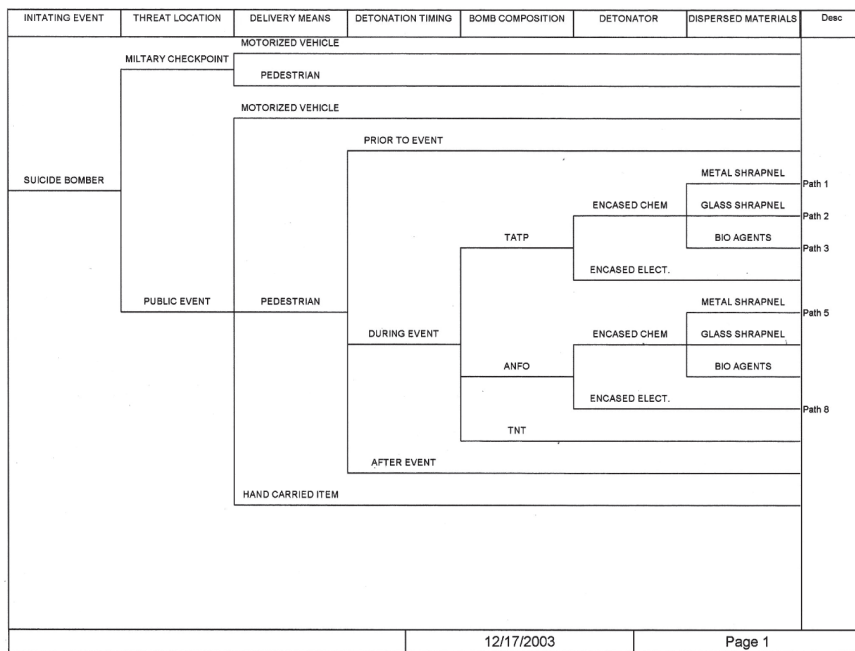 INITATING EVENT THREAT LOCATION DELIVERY MEANS DETONATION TIMING BOMB COMPOSITION DETONATOR DISPERSED MATERIALS Desc
MOTORIZED VEHICLE
MILTARY CHECKPOINT
PEDESTRIAN
MOTORIZED VEHICLE
PRIOR TO EVENT
METAL SHRAPNEL
SUICIDE BOMBER
Path 1
ENCASED CHEM GLASS SHRAPNEL
Path 2
TATP BIO AGENTS
Path 3
ENCASED ELECT.
PUBLIC EVENT PEDESTRIAN METAL SHRAPNEL
Path 5
DURING EVENT ENCASED CHEM GLASS SHRAPNEL
ANFO BIO AGENTS
ENCASED ELECT.
Path 8
TNT
AFTER EVENT
HAND CARRIED ITEM
12/17/2003 Page 1